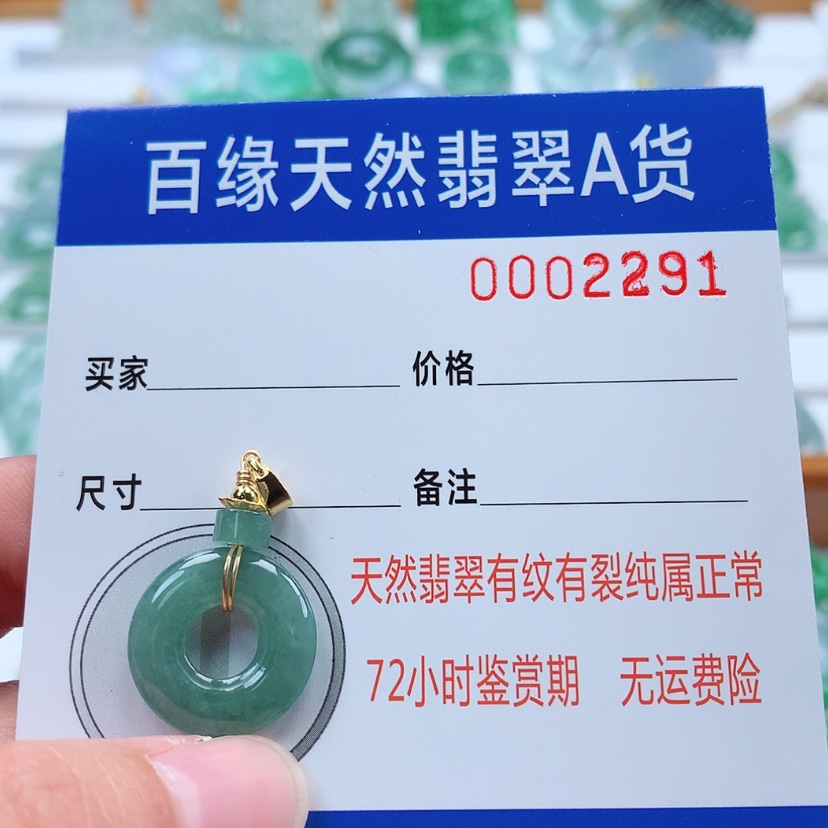 百缘天然翡翠A货
0002291
买家 价格
尺寸 备注
天然翡翠有纹有裂纯属正常
72小时鉴赏期 无运费险